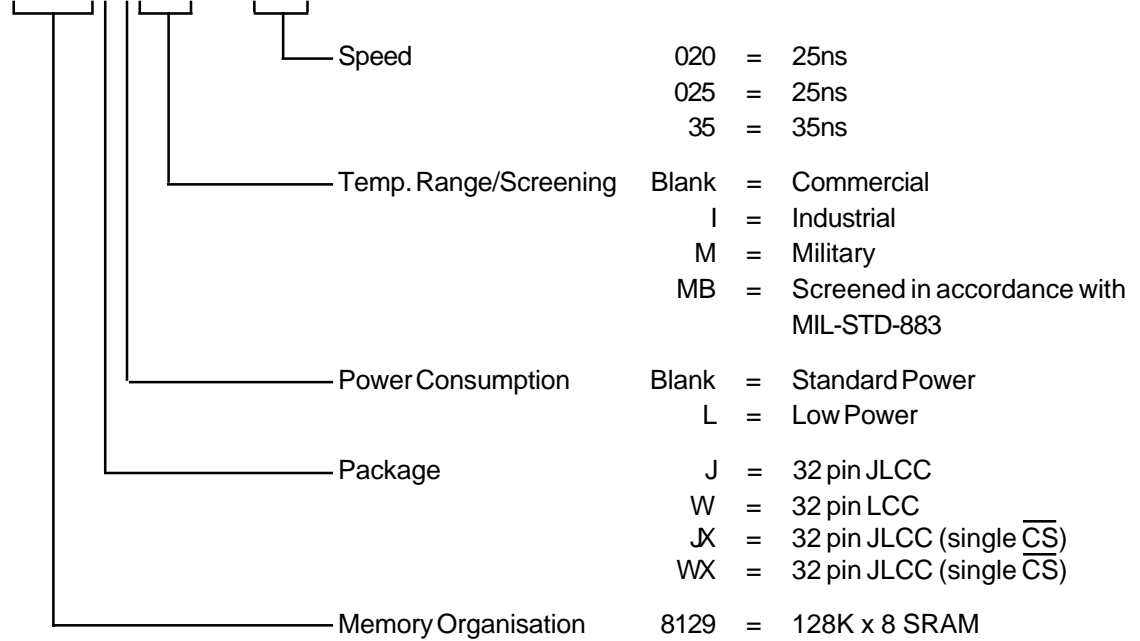 Speed 020 = 25ns
025 = 25ns
35 = 35ns
Temp. Range/Screening Blank = Commercial
I = Industrial
M = Military
MB = Screened in accordance with
MIL-STD-883
Power Consumption Blank = Standard Power
L = Low Power
Package J = 32 pin JLCC
W = 32 pin LCC
JX = 32 pin JLCC (single C̅S̅)
WX = 32 pin JLCC (single C̅S̅)
Memory Organisation 8129 = 128K x 8 SRAM